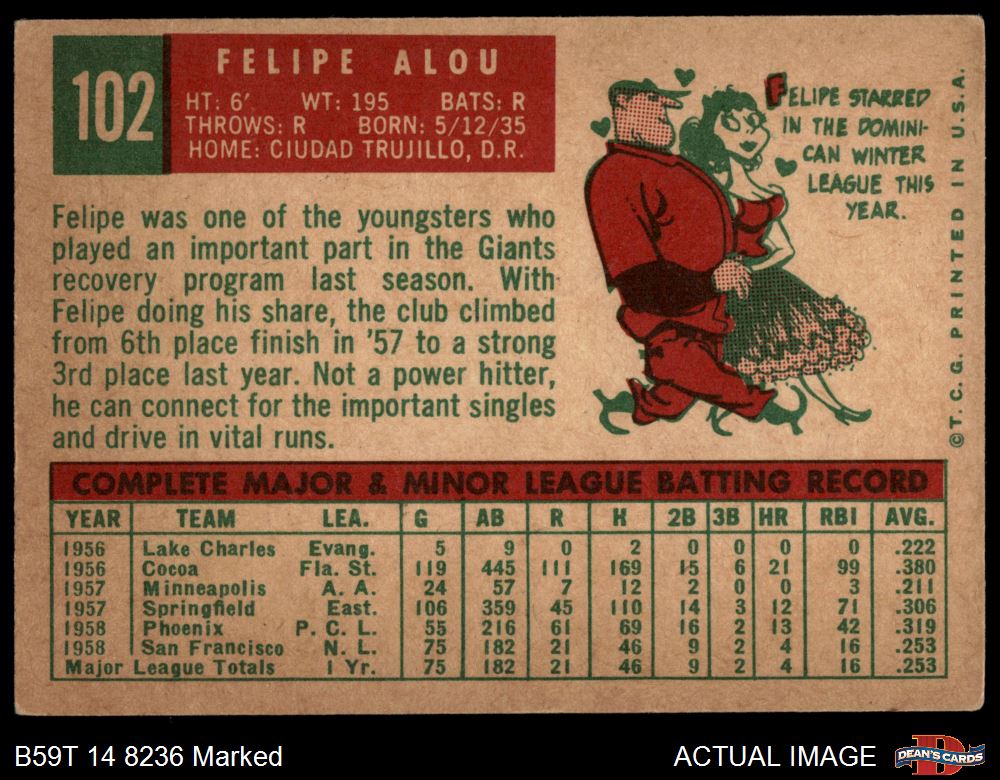 102
FELIPE ALOU
HT: 6' WT: 195 BATS: R
THROWS: R BORN: 5/12/35
HOME: CIUDAD TRUJILLO, D.R.
FELIPE STARRED
IN THE DOMINI-
CAN WINTER
LEAGUE THIS
YEAR.
Felipe was one of the youngsters who
played an important part in the Giants
recovery program last season. With
Felipe doing his share, the club climbed
from 6th place finish in '57 to a strong
3rd place last year. Not a power hitter,
he can connect for the important singles
and drive in vital runs.
©T. C. G. PRINTED IN U.S.A.
COMPLETE MAJOR & MINOR LEAGUE BATTING RECORD
YEAR TEAM LEA. G AB R H 2B 3B HR RBI AVG.
1956 Lake Charles Evang. 5 9 0 2 0 0 0 0 .222
1956 Cocoa Fla. St. 119 445 111 169 15 6 21 99 .380
1957 Minneapolis A. A. 24 57 7 12 2 0 0 3 .211
1957 Springfield East. 106 359 45 110 14 3 12 71 .306
1958 Phoenix P. C. L. 55 216 61 69 16 2 13 42 .319
1958 San Francisco N. L. 75 182 21 46 9 2 4 16 .253
Major League Totals 1 Yr. 75 182 21 46 9 2 4 16 .253
B59T 14 8236 Marked
ACTUAL IMAGE
DEAN'S CARDS